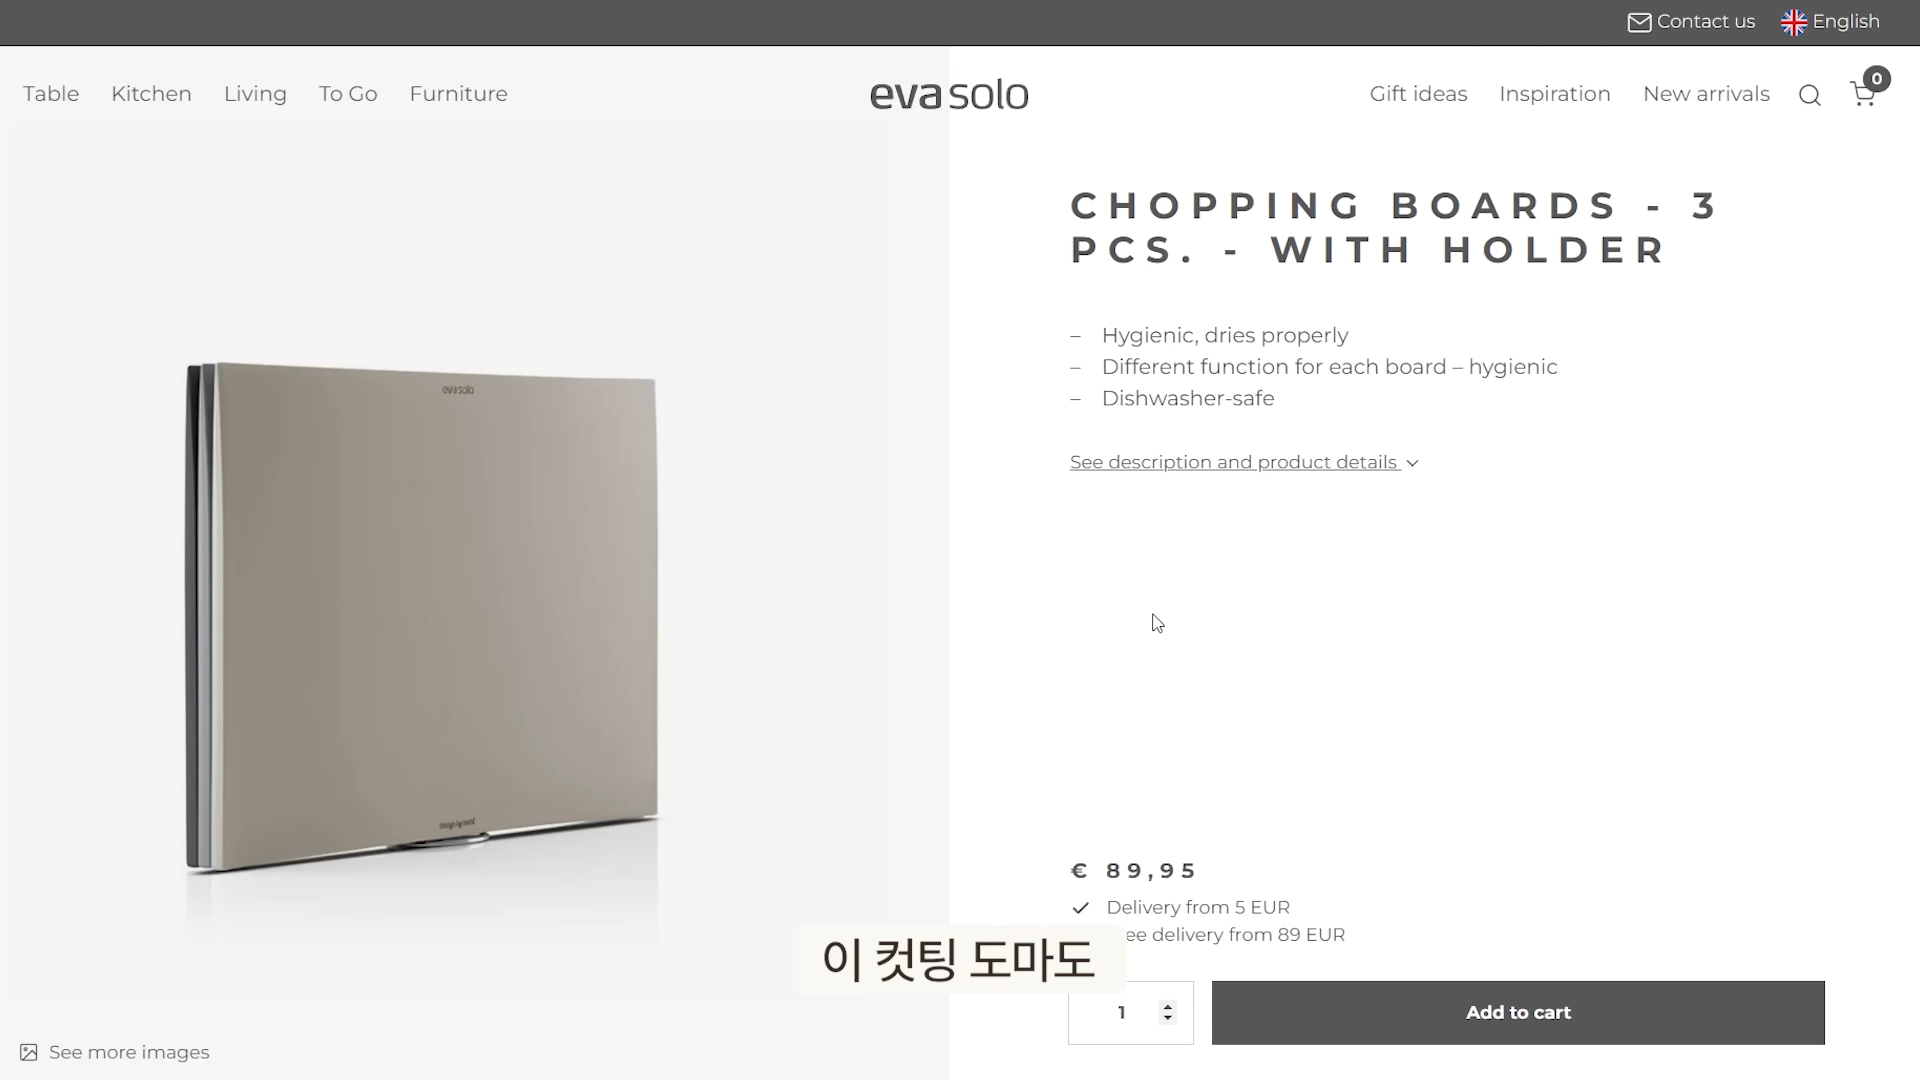 Contact us
English
Table
Kitchen
Living
To Go
Furniture
eva solo
Gift ideas
Inspiration
New arrivals
0
CHOPPING BOARDS - 3
PCS. - WITH HOLDER
– Hygienic, dries properly
– Different function for each board – hygienic
– Dishwasher-safe
See description and product details
eva solo
€ 89,95
Delivery from 5 EUR
delivery from 89 EUR
이 컷팅 도마도
1
Add to cart
See more images